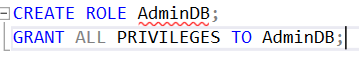 CREATE ROLE AdminDB;
GRANT ALL PRIVILEGES TO AdminDB;